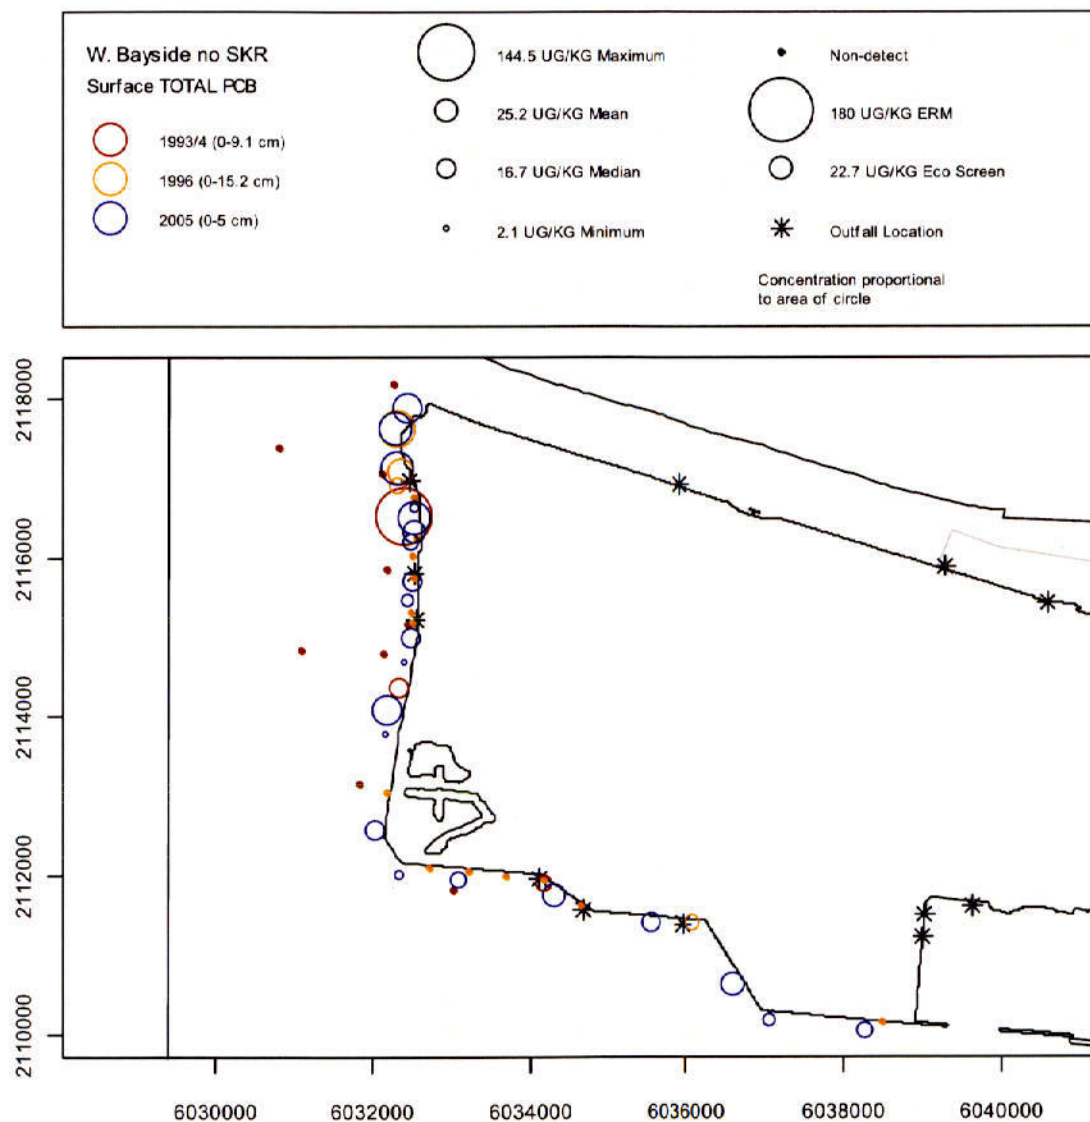 W. Bayside no SKR
Surface TOTAL PCB
1993/4 (0-9.1 cm)
1996 (0-15.2 cm)
2005 (0-5 cm)
144.5 UG/KG Maximum
25.2 UG/KG Mean
16.7 UG/KG Median
2.1 UG/KG Minimum
Non-detect
180 UG/KG ERM
22.7 UG/KG Eco Screen
Outfall Location
Concentration proportional
to area of circle
2118000
2116000
2114000
2112000
2110000
6030000
6032000
6034000
6036000
6038000
6040000